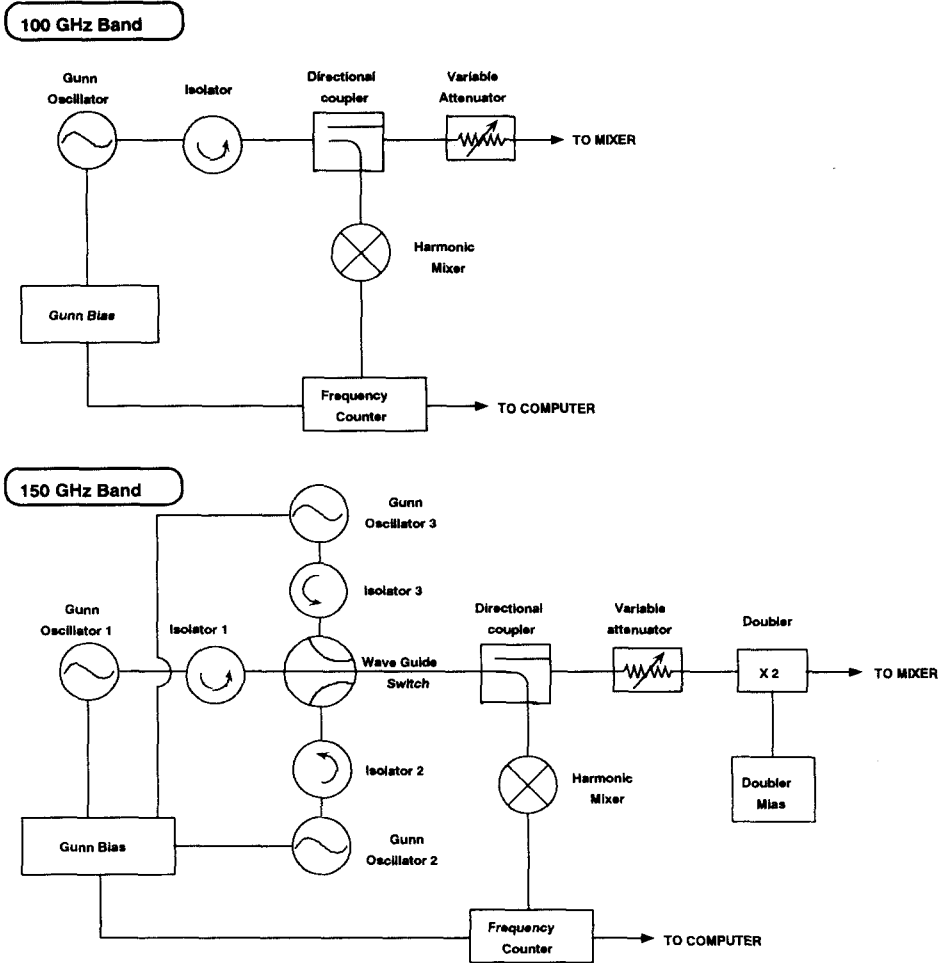 100 GHz Band
Gunn
Oscillator
Isolator
Directional
coupler
Variable
Attenuator
TO MIXER
Harmonic
Mixer
Gunn Bias
Frequency
Counter
TO COMPUTER
150 GHz Band
Gunn
Oscillator 3
Isolator 3
Gunn
Oscillator 1
Isolator 1
Wave Guide
Switch
Directional
coupler
Variable
attenuator
Doubler
X 2
TO MIXER
Isolator 2
Harmonic
Mixer
Doubler
Mias
Gunn Bias
Gunn
Oscillator 2
Frequency
Counter
TO COMPUTER